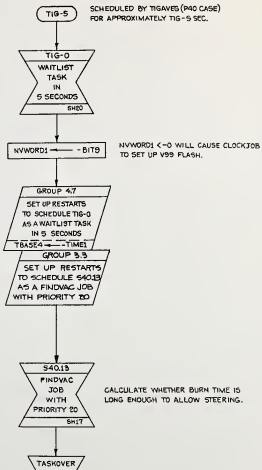 TIG-5
SCHEDULED BY TIGAVEG (P40 CASE)
FOR APPROXIMATELY TIG-5 SEC.
TIG-0
WAITLIST
TASK
IN
5 SECONDS
SH20
NVWORD1 ← -BIT9
NVWORD1 <-0 WILL CAUSE CLOCKJOB
TO SET UP V99 FLASH.
GROUP 4.7
SET UP RESTARTS
TO SCHEDULE TIG-0
AS A WAITLIST TASK
IN 5 SECONDS
TBASE4 ← -TIME1
GROUP 3.3
SET UP RESTARTS
TO SCHEDULE S40.13
AS A FINDVAC JOB
WITH PRIORITY 20
S40.13
FINDVAC
JOB
WITH
PRIORITY 20
SH17
CALCULATE WHETHER BURN TIME IS
LONG ENOUGH TO ALLOW STEERING.
TASKOVER